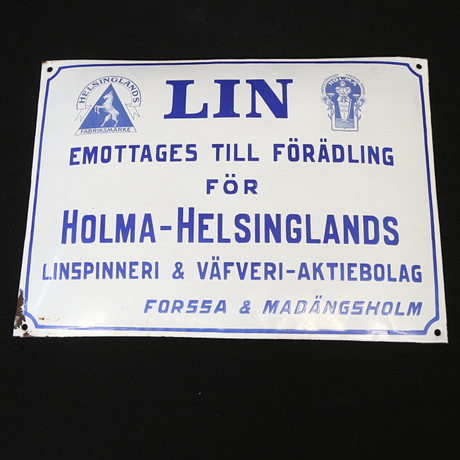 HELSINGLANDS
FABRIKSMÄRKE
LIN
EMOTTAGES TILL FÖRÄDLING
FÖR
HOLMA-HELSINGLANDS
LINSPINNERI & VÄFVERI-AKTIEBOLAG
FORSSA & MADÄNGSHOLM